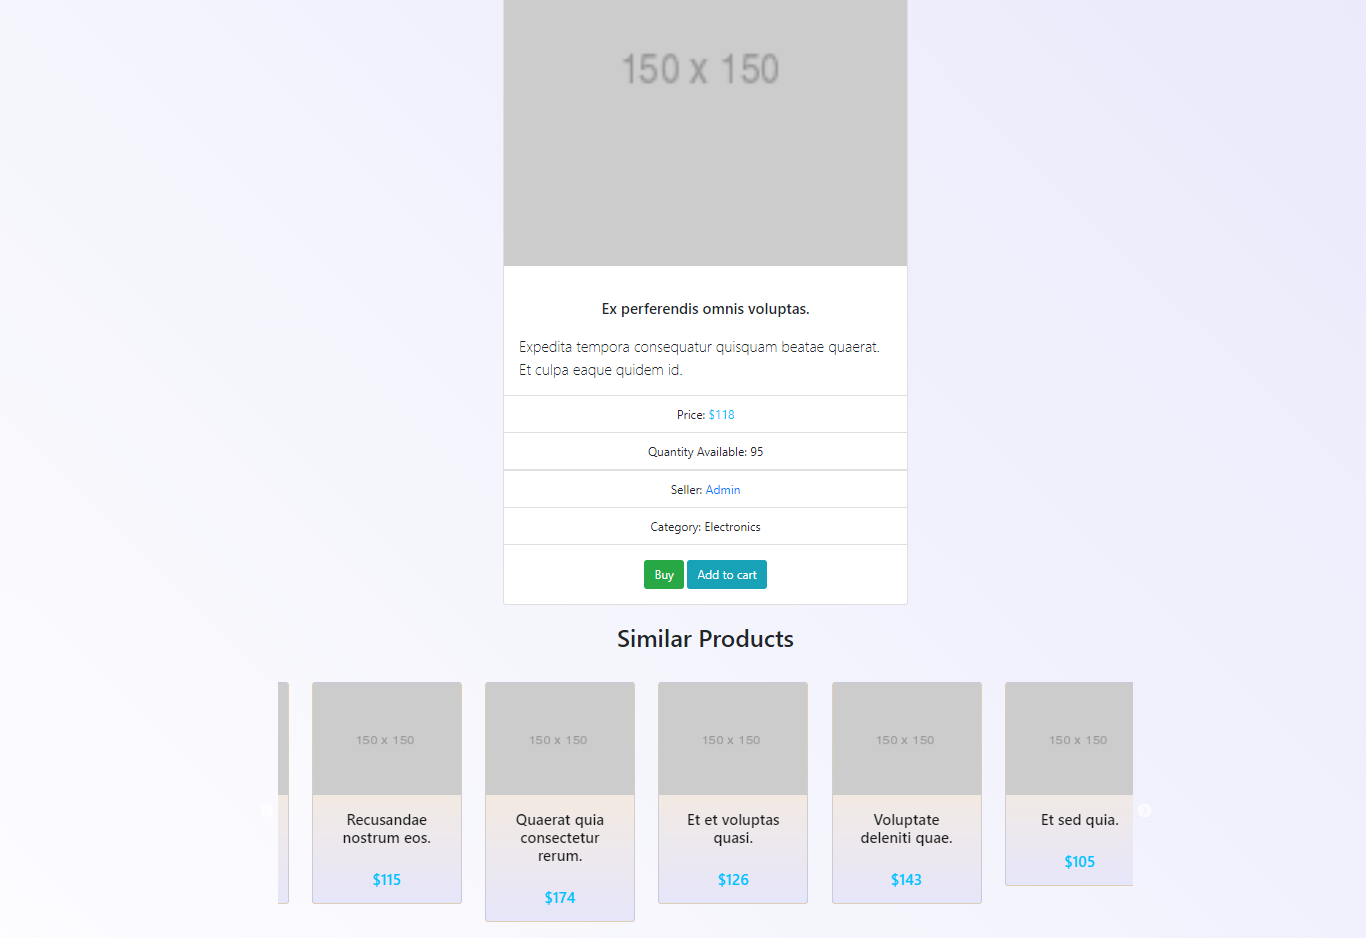 150 x 150
Ex perferendis omnis voluptas.
Expedita tempora consequatur quisquam beatae quaerat.
Et culpa eaque quidem id.
Price: $118
Quantity Available: 95
Seller: Admin
Category: Electronics
Buy
Add to cart
Similar Products
150 x 150
Recusandae
nostrum eos.
$115
150 x 150
Quaerat quia
consectetur
rerum.
$174
150 x 150
Et et voluptas
quasi.
$126
150 x 150
Voluptate
deleniti quae.
$143
150 x 150
Et sed quia.
$105